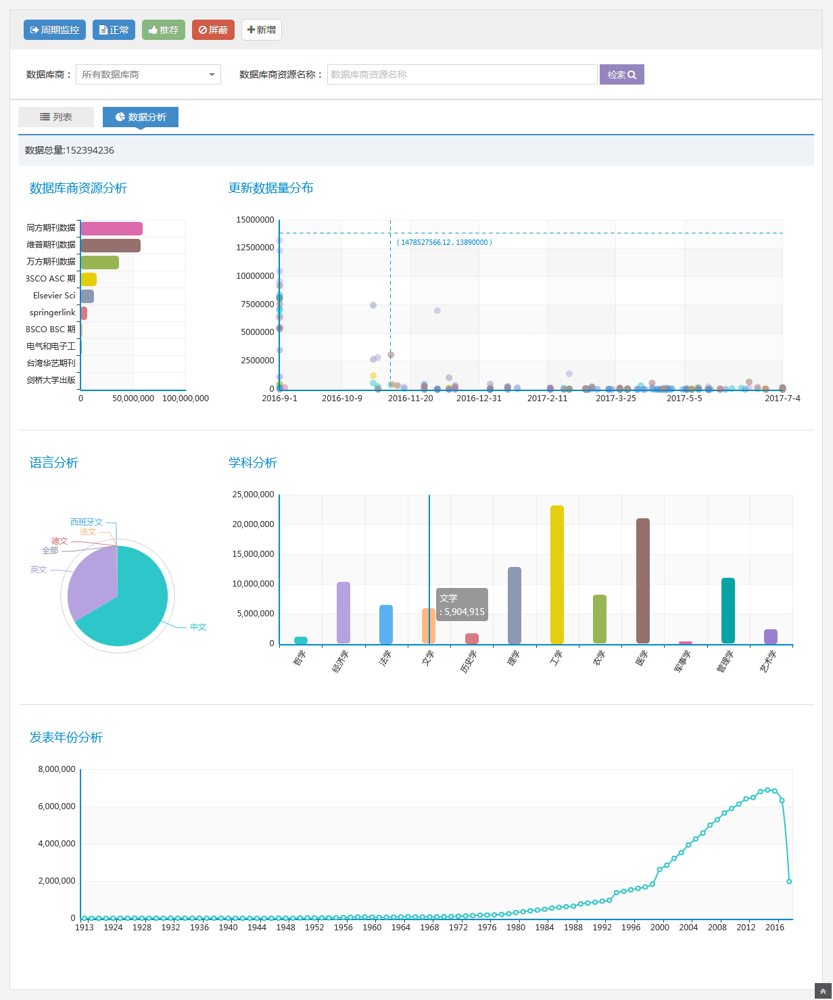 周期监控 正常 推荐 屏蔽 新增
数据库商： 所有数据库商 数据库商资源名称： 数据库商资源名称 检索
列表 数据分析
数据总量:152394236
数据库商资源分析
同方期刊数据
维普期刊数据
万方期刊数据
BSCO ASC 期
Elsevier Sci
springerlink
BSCO BSC 期
电气和电子工
台湾华艺期刊
剑桥大学出版
0 50,000,000 100,000,000
更新数据量分布
15000000
12500000
10000000
7500000
5000000
2500000
0
( 1478527566.12 , 13890000 )
2016-9-1 2016-10-9 2016-11-20 2016-12-31 2017-2-11 2017-3-25 2017-5-5 2017-7-4
语言分析
西班牙文
法文
德文
全部
英文
中文
学科分析
25,000,000
20,000,000
15,000,000
10,000,000
5,000,000
0
文学
: 5,904,915
哲学 经济学 法学 文学 历史学 理学 工学 农学 医学 军事学 管理学 艺术学
发表年份分析
8,000,000
6,000,000
4,000,000
2,000,000
0
1913 1924 1928 1932 1936 1940 1944 1948 1952 1956 1960 1964 1968 1972 1976 1980 1984 1988 1992 1996 2000 2004 2008 2012 2016